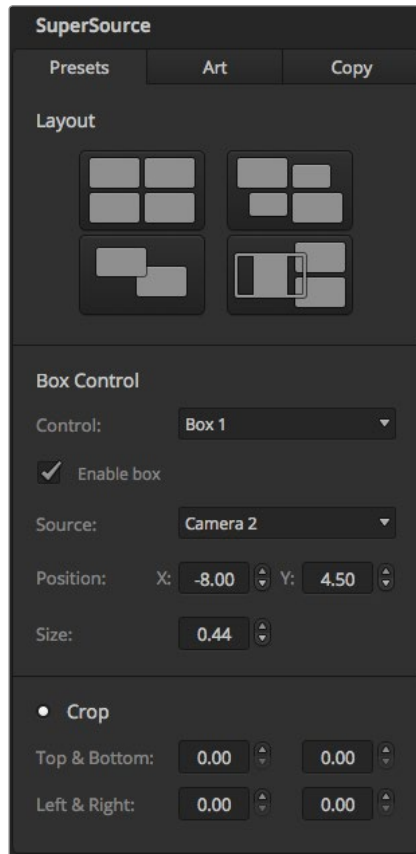 SuperSource
Presets Art Copy
Layout
Box Control
Control: Box 1
Enable box
Source: Camera 2
Position: X: -8.00 Y: 4.50
Size: 0.44
Crop
Top & Bottom: 0.00 0.00
Left & Right: 0.00 0.00